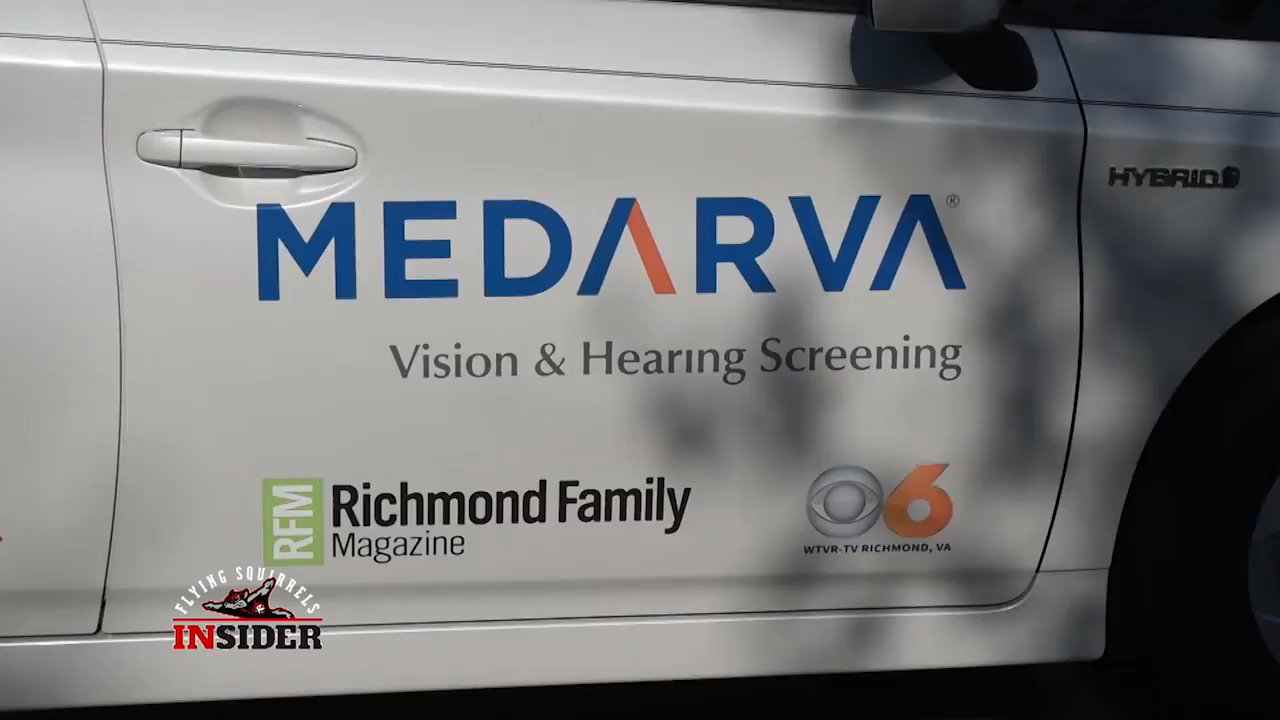 HYBRID
MEDARVA®
Vision & Hearing Screening
RFM
Richmond Family
Magazine
6
WTVR-TV RICHMOND, VA
FLYING SQUIRRELS
INSIDER